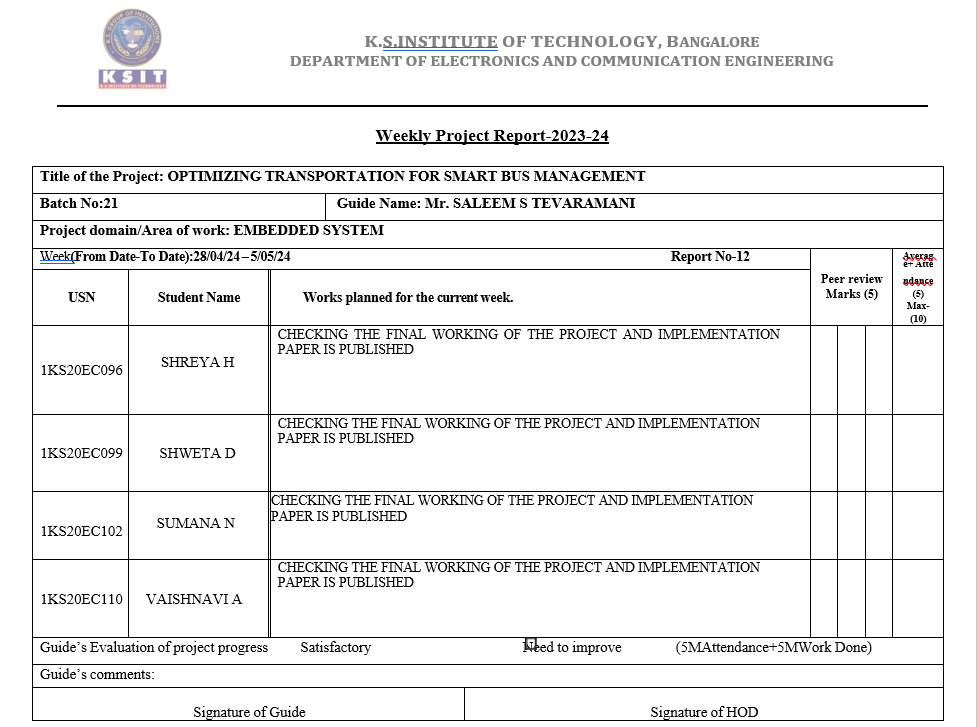 K S I T
K.S.INSTITUTE OF TECHNOLOGY, BANGALORE
DEPARTMENT OF ELECTRONICS AND COMMUNICATION ENGINEERING
Weekly Project Report-2023-24
Title of the Project: OPTIMIZING TRANSPORTATION FOR SMART BUS MANAGEMENT
Batch No:21 Guide Name: Mr. SALEEM S TEVARAMANI
Project domain/Area of work: EMBEDDED SYSTEM
Week(From Date-To Date):28/04/24–5/05/24 Report No-12
USN Student Name Works planned for the current week.
Peer review
Marks (5)
Averag
e+ Atte
ndance
(5)
Max-
(10)
1KS20EC096 SHREYA H
CHECKING THE FINAL WORKING OF THE PROJECT AND IMPLEMENTATION
PAPER IS PUBLISHED
1KS20EC099 SHWETA D
CHECKING THE FINAL WORKING OF THE PROJECT AND IMPLEMENTATION
PAPER IS PUBLISHED
1KS20EC102 SUMANA N
CHECKING THE FINAL WORKING OF THE PROJECT AND IMPLEMENTATION
PAPER IS PUBLISHED
1KS20EC110 VAISHNAVI A
CHECKING THE FINAL WORKING OF THE PROJECT AND IMPLEMENTATION
PAPER IS PUBLISHED
Guide's Evaluation of project progress Satisfactory Need to improve (5MAttendance+5MWork Done)
Guide's comments:
Signature of Guide Signature of HOD